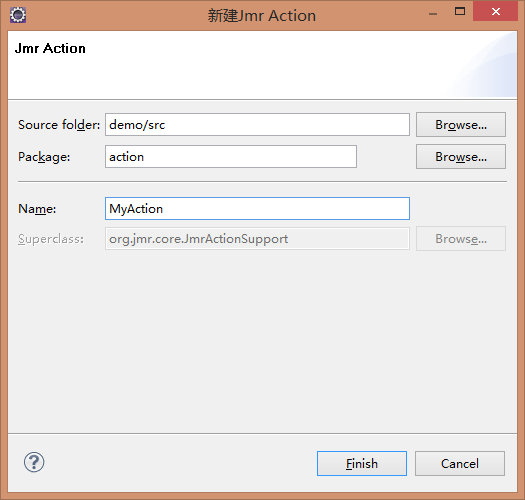 新建Jmr Action
Jmr Action
Source folder: demo/src Browse...
Package: action Browse...
Name: MyAction
Superclass: org.jmr.core.JmrActionSupport Browse...
? Finish Cancel